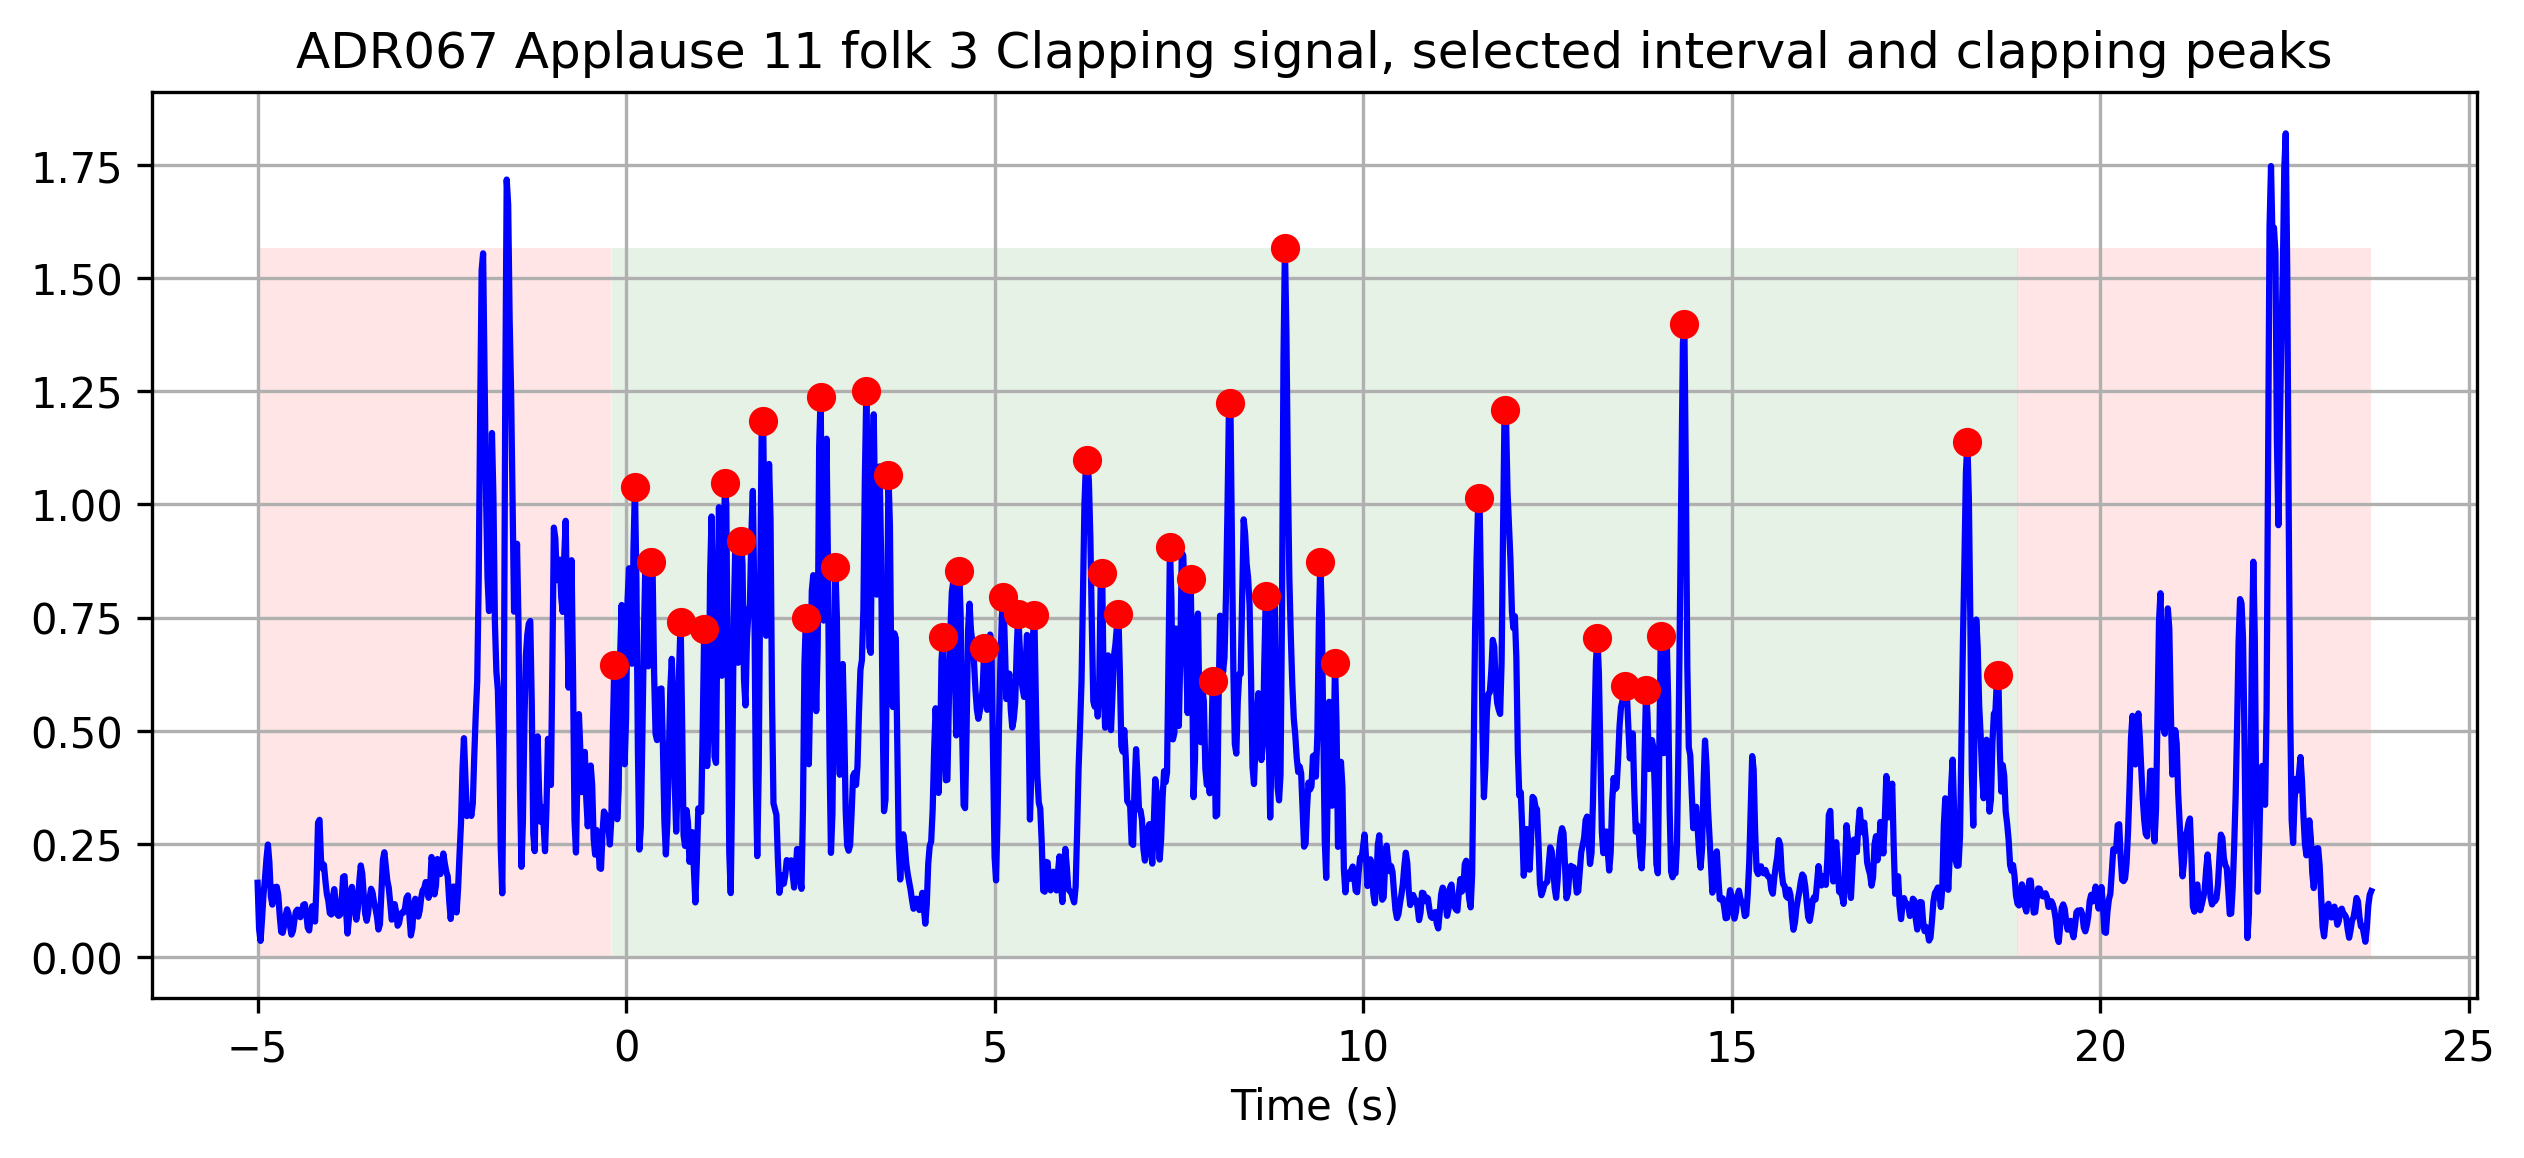 ADR067 Applause 11 folk 3 Clapping signal, selected interval and clapping peaks
1.75
1.50
1.25
1.00
0.75
0.50
0.25
0.00
−5 0 5 10 15 20 25
Time (s)